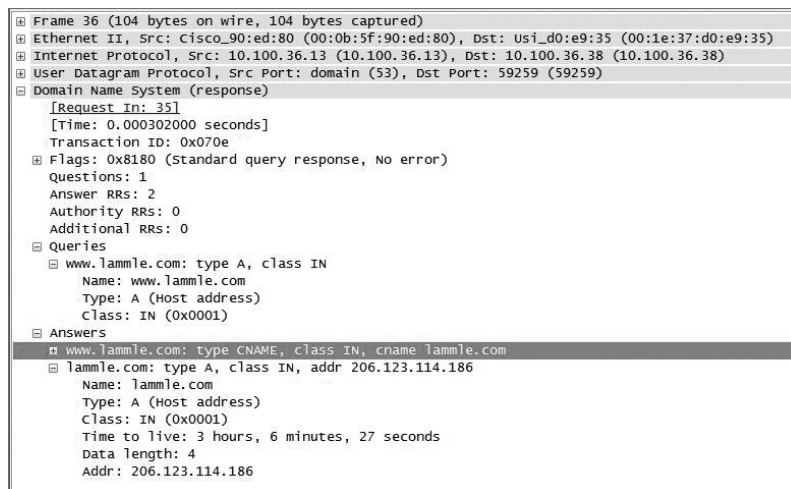 Frame 36 (104 bytes on wire, 104 bytes captured)
Ethernet II, Src: Cisco_90:ed:80 (00:0b:5f:90:ed:80), Dst: Usi_d0:e9:35 (00:1e:37:d0:e9:35)
Internet Protocol, Src: 10.100.36.13 (10.100.36.13), Dst: 10.100.36.38 (10.100.36.38)
User Datagram Protocol, Src Port: domain (53), Dst Port: 59259 (59259)
Domain Name System (response)
[Request In: 35]
[Time: 0.000302000 seconds]
Transaction ID: 0x070e
Flags: 0x8180 (Standard query response, No error)
Questions: 1
Answer RRs: 2
Authority RRs: 0
Additional RRs: 0
Queries
www.lammle.com: type A, class IN
Name: www.lammle.com
Type: A (Host address)
Class: IN (0x0001)
Answers
www.lammle.com: type CNAME, class IN, cname lammle.com
lammle.com: type A, class IN, addr 206.123.114.186
Name: lammle.com
Type: A (Host address)
Class: IN (0x0001)
Time to live: 3 hours, 6 minutes, 27 seconds
Data length: 4
Addr: 206.123.114.186